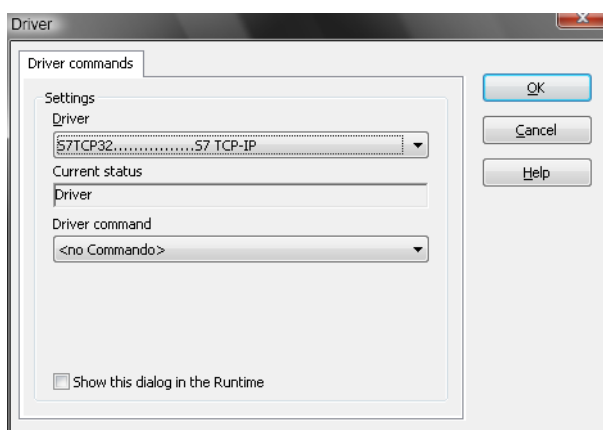 Driver
Driver commands
Settings
Driver
S7TCP32................S7 TCP-IP
Current status
Driver
Driver command
<no Commando>
Show this dialog in the Runtime
OK
Cancel
Help